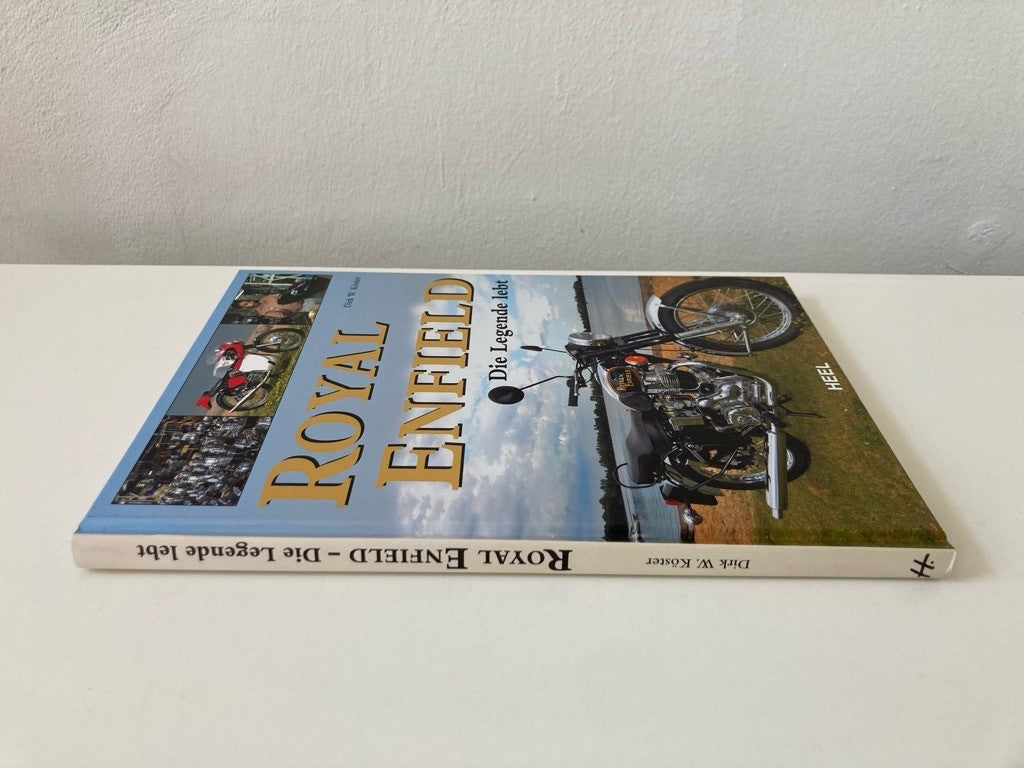 Dirk W. Köster
ROYAL
ENFIELD
Die Legende lebt
HEEL
Dirk W. Köster
ROYAL ENFIELD – Die Legende lebt